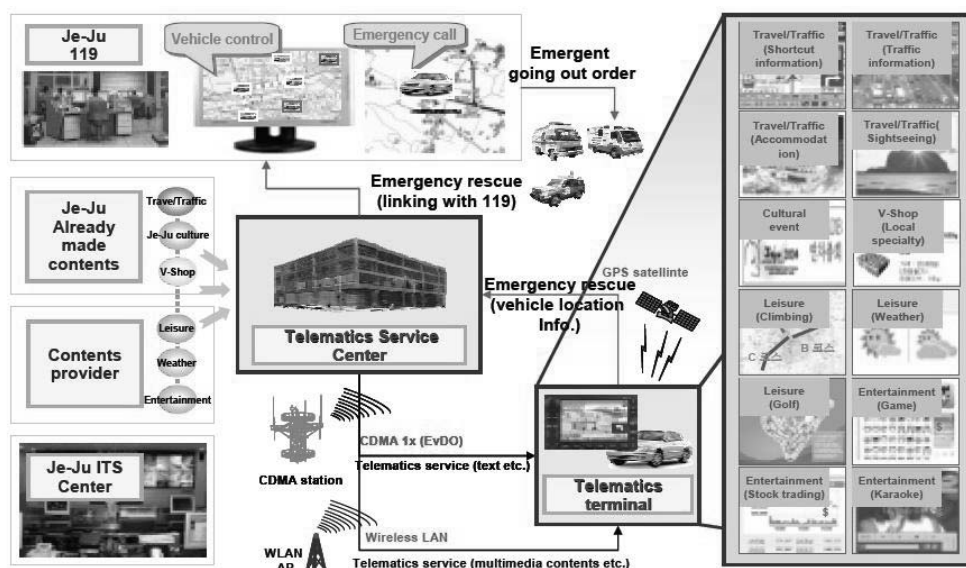 Je-Ju
119
Vehicle control
Emergency call
Emergent
going out order
Emergency rescue
(linking with 119)
Je-Ju
Already
made
contents
Trave/Traffic
Je-Ju culture
V-Shop
Contents
provider
Leisure
Weather
Entertainment
Je-Ju ITS
Center
Telematics Service
Center
Emergency rescue
(vehicle location
Info.)
GPS satellinte
CDMA station
CDMA 1x (EvDO)
Telematics service (text etc.)
WLAN
AP
Wireless LAN
Telematics service (multimedia contents etc.)
Telematics
terminal
Travel/Traffic
(Shortcut
information)
Travel/Traffic
(Traffic
information)
Travel/Traffic
(Accommodat
ion)
Travel/Traffic(
Sightseeing)
Cultural
event
V-Shop
(Local
specialty)
Leisure
(Climbing)
C 코스
B 코스
Leisure
(Weather)
Leisure
(Golf)
Entertainment
(Game)
$
Entertainment
(Stock trading)
$
Entertainment
(Karaoke)